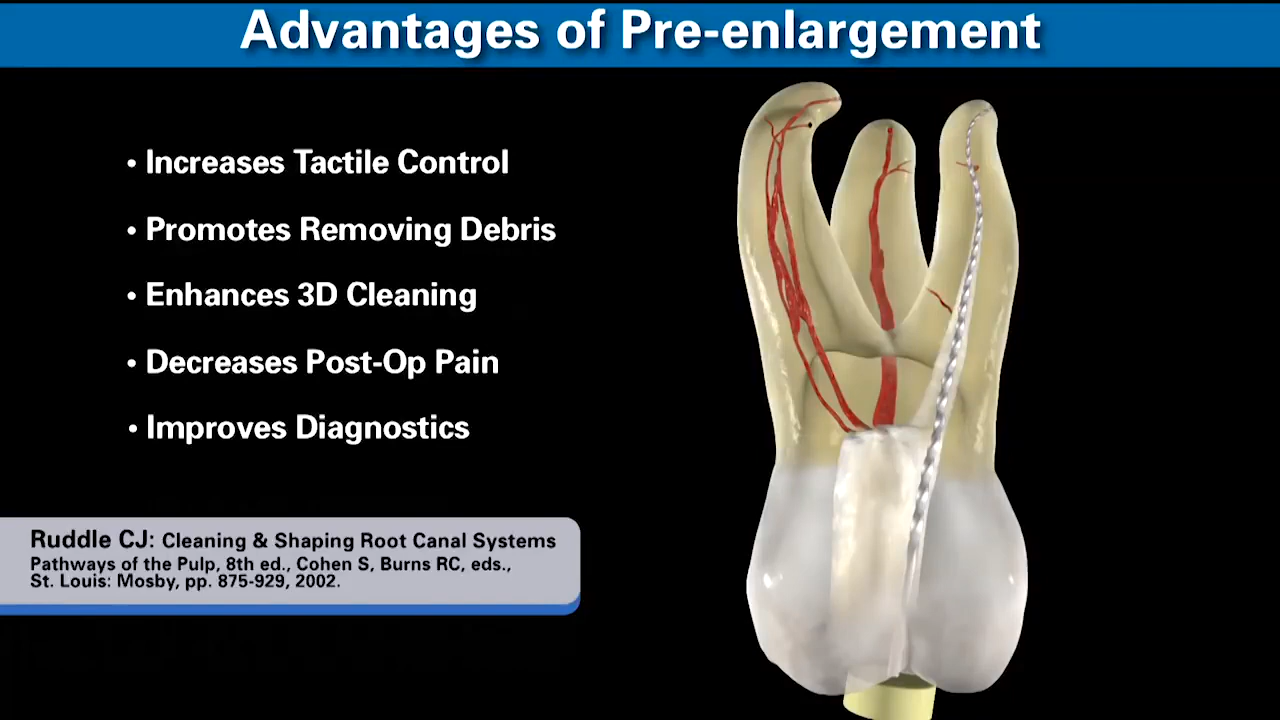 Advantages of Pre-enlargement
• Increases Tactile Control
• Promotes Removing Debris
• Enhances 3D Cleaning
• Decreases Post-Op Pain
• Improves Diagnostics
Ruddle CJ: Cleaning & Shaping Root Canal Systems
Pathways of the Pulp, 8th ed., Cohen S, Burns RC, eds.,
St. Louis: Mosby, pp. 875-929, 2002.